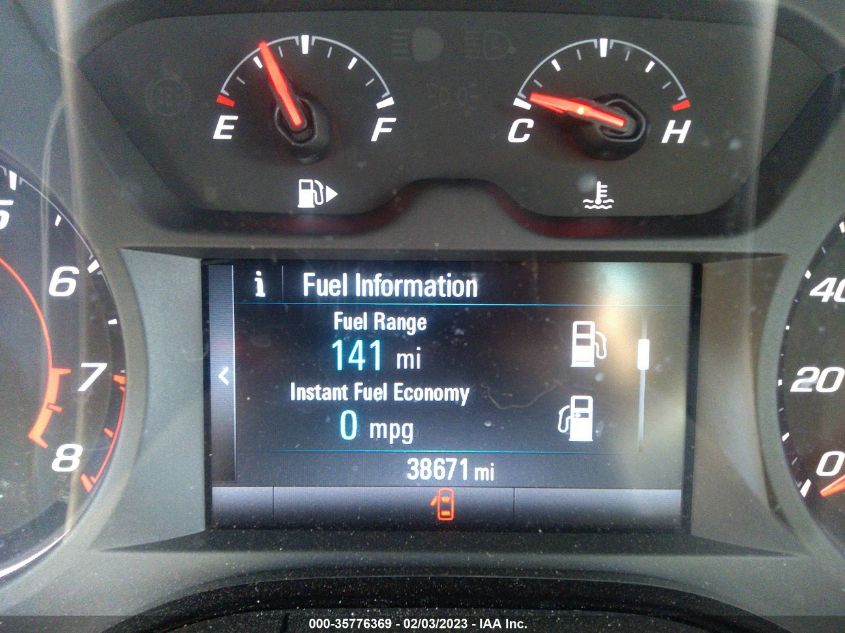 E F
C H
5
6
7
8
i Fuel Information
Fuel Range
141 mi
<
Instant Fuel Economy
0 mpg
38671 mi
40
20
0
000-35776369 - 02/03/2023 - IAA Inc.